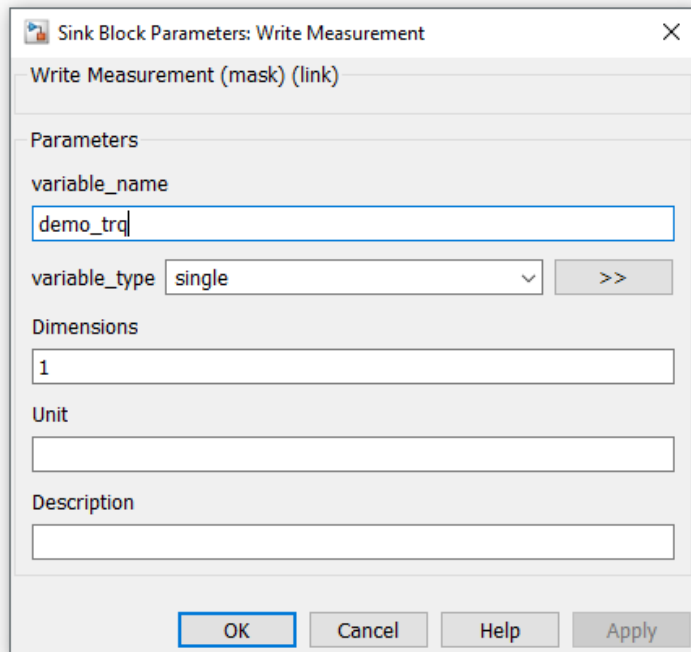 Sink Block Parameters: Write Measurement
Write Measurement (mask) (link)
Parameters
variable_name
demo_trq
variable_type single >>
Dimensions
1
Unit
Description
OK Cancel Help Apply